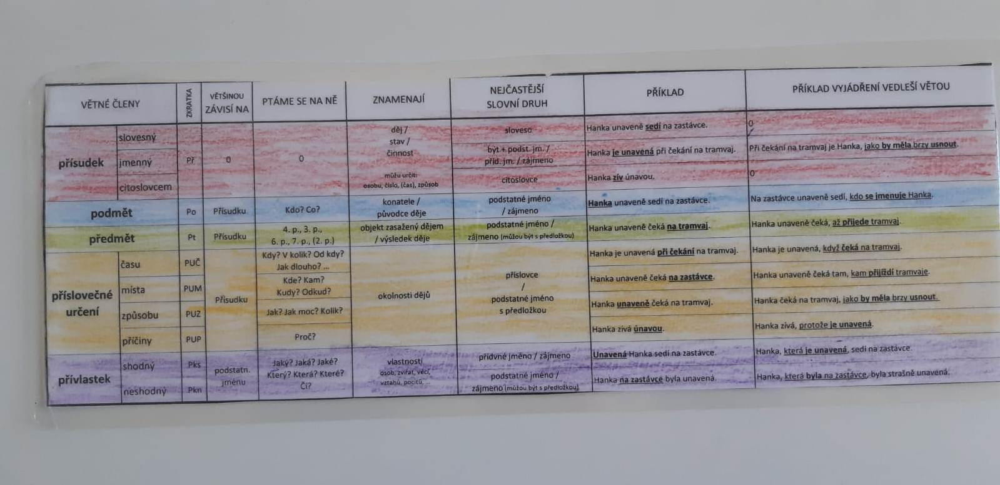 VĚTNÉ ČLENY
ZKRATKA
VĚTŠINOU
ZÁVISÍ NA
PTÁME SE NA NĚ
ZNAMENAJÍ
NEJČASTĚJŠÍ
SLOVNÍ DRUH
PŘÍKLAD
PŘÍKLAD VYJÁDŘENÍ VEDLEŠÍ VĚTOU
přísudek
slovesný
jmenný
citoslovcem
Př
0
0
děj /
stav /
činnost
můžu určit:
osobu, číslo, (čas), způsob
sloveso
Hanka unaveně sedí na zastávce.
0
být + podst. jm. /
příd. jm. / zájmeno
Hanka je unavená při čekání na tramvaj.
Při čekání na tramvaj je Hanka, jako by měla brzy usnout.
citoslovce
Hanka zív únavou.
0
podmět
Po
Přísudku
Kdo? Co?
konatele /
původce děje
podstatné jméno
/ zájmeno
Hanka unaveně sedí na zastávce.
Na zastávce unaveně sedí, kdo se jmenuje Hanka.
předmět
Pt
Přísudku
4. p., 3. p.,
6. p., 7. p., (2. p.)
objekt zasažený dějem
/ výsledek děje
podstatné jméno /
zájmeno (můžou být s předložkou)
Hanka unaveně čeká na tramvaj.
Hanka unaveně čeká, až přijede tramvaj.
příslovečné
určení
času
PUČ
Přísudku
Kdy? V kolik? Od kdy?
Jak dlouho? ...
okolnosti dějů
příslovce
/
podstatné jméno
s předložkou
Hanka je unavená při čekání na tramvaj.
Hanka je unavená, když čeká na tramvaj.
místa
PUM
Kde? Kam?
Kudy? Odkud?
Hanka unaveně čeká na zastávce.
Hanka unaveně čeká tam, kam přijíždí tramvaje.
způsobu
PUZ
Jak? Jak moc? Kolik?
Hanka unaveně čeká na tramvaj.
Hanka čeká na tramvaj, jako by měla brzy usnout.
příčiny
PUP
Proč?
Hanka zívá únavou.
Hanka zívá, protože je unavená.
přívlastek
shodný
Pks
podstatn.
jménu
Jaký? Jaká? Jaké?
Který? Která? Které?
Čí?
vlastnosti
osob, zvířat, věcí,
vztahů, pocitů, ...
přídvné jméno / zájmeno
Unavená Hanka sedí na zastávce.
Hanka, která je unavená, sedí na zastávce.
neshodný
Pkn
podstatné jméno /
zájmeno (můžou být s předložkou)
Hanka na zastávce byla unavená.
Hanka, která byla na zastávce, byla strašně unavená.